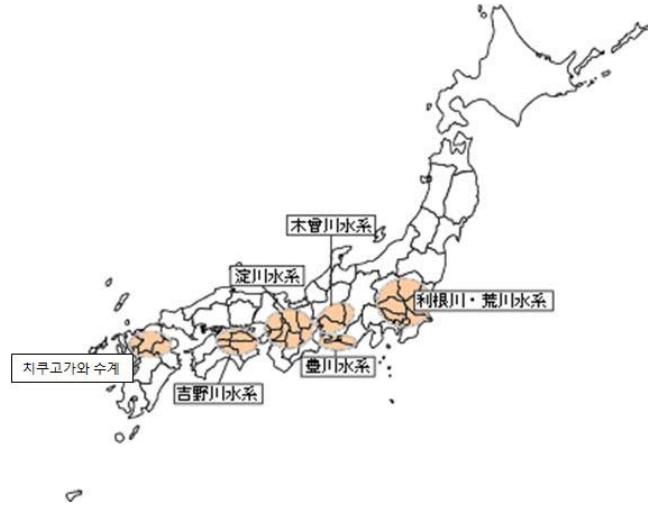 木曽川水系
淀川水系
利根川・荒川水系
치쿠고가와 수계
豊川水系
吉野川水系